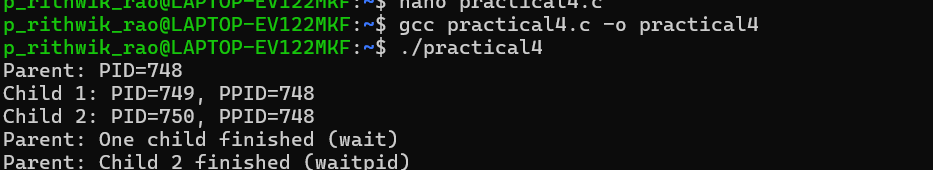 p_rithwik_rao@LAPTOP-EV122MKF:~$ nano practical4.c
p_rithwik_rao@LAPTOP-EV122MKF:~$ gcc practical4.c -o practical4
p_rithwik_rao@LAPTOP-EV122MKF:~$ ./practical4
Parent: PID=748
Child 1: PID=749, PPID=748
Child 2: PID=750, PPID=748
Parent: One child finished (wait)
Parent: Child 2 finished (waitpid)